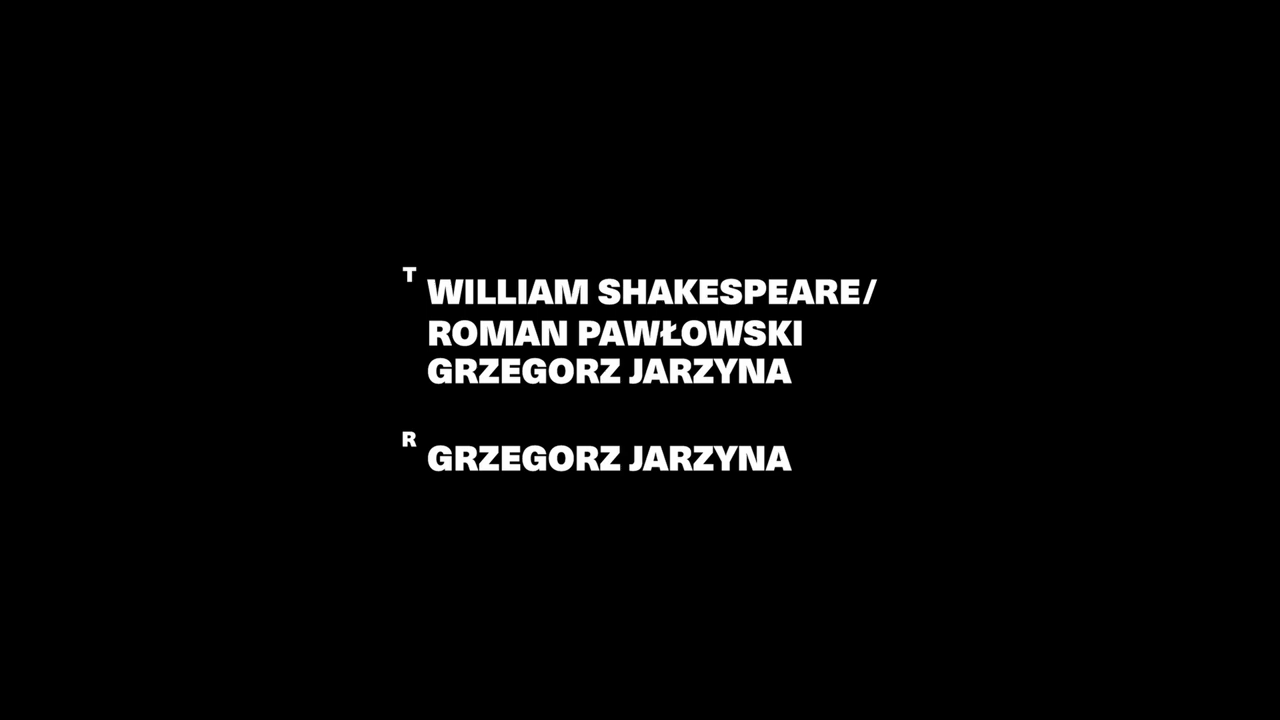 T
WILLIAM SHAKESPEARE/
ROMAN PAWŁOWSKI
GRZEGORZ JARZYNA
R
GRZEGORZ JARZYNA